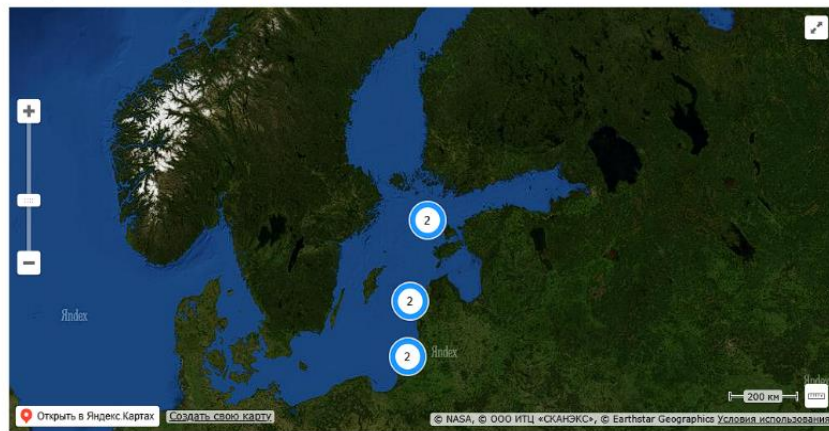 2
2
2
Яndex
Яndex
Яndex
200 км
Открыть в Яндекс.Картах
Создать свою карту
© NASA, © ООО ИТЦ «СКАНЭКС», © Earthstar Geographics Условия использования